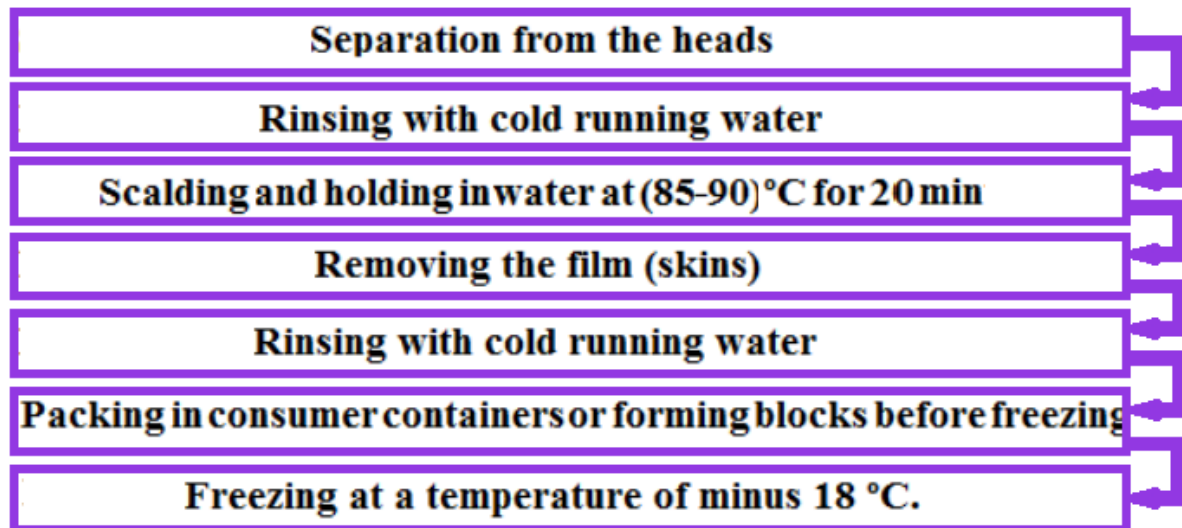 Separation from the heads
Rinsing with cold running water
Scalding and holding in water at (85-90) °C for 20 min
Removing the film (skins)
Rinsing with cold running water
Packing in consumer containers or forming blocks before freezing
Freezing at a temperature of minus 18 °C.